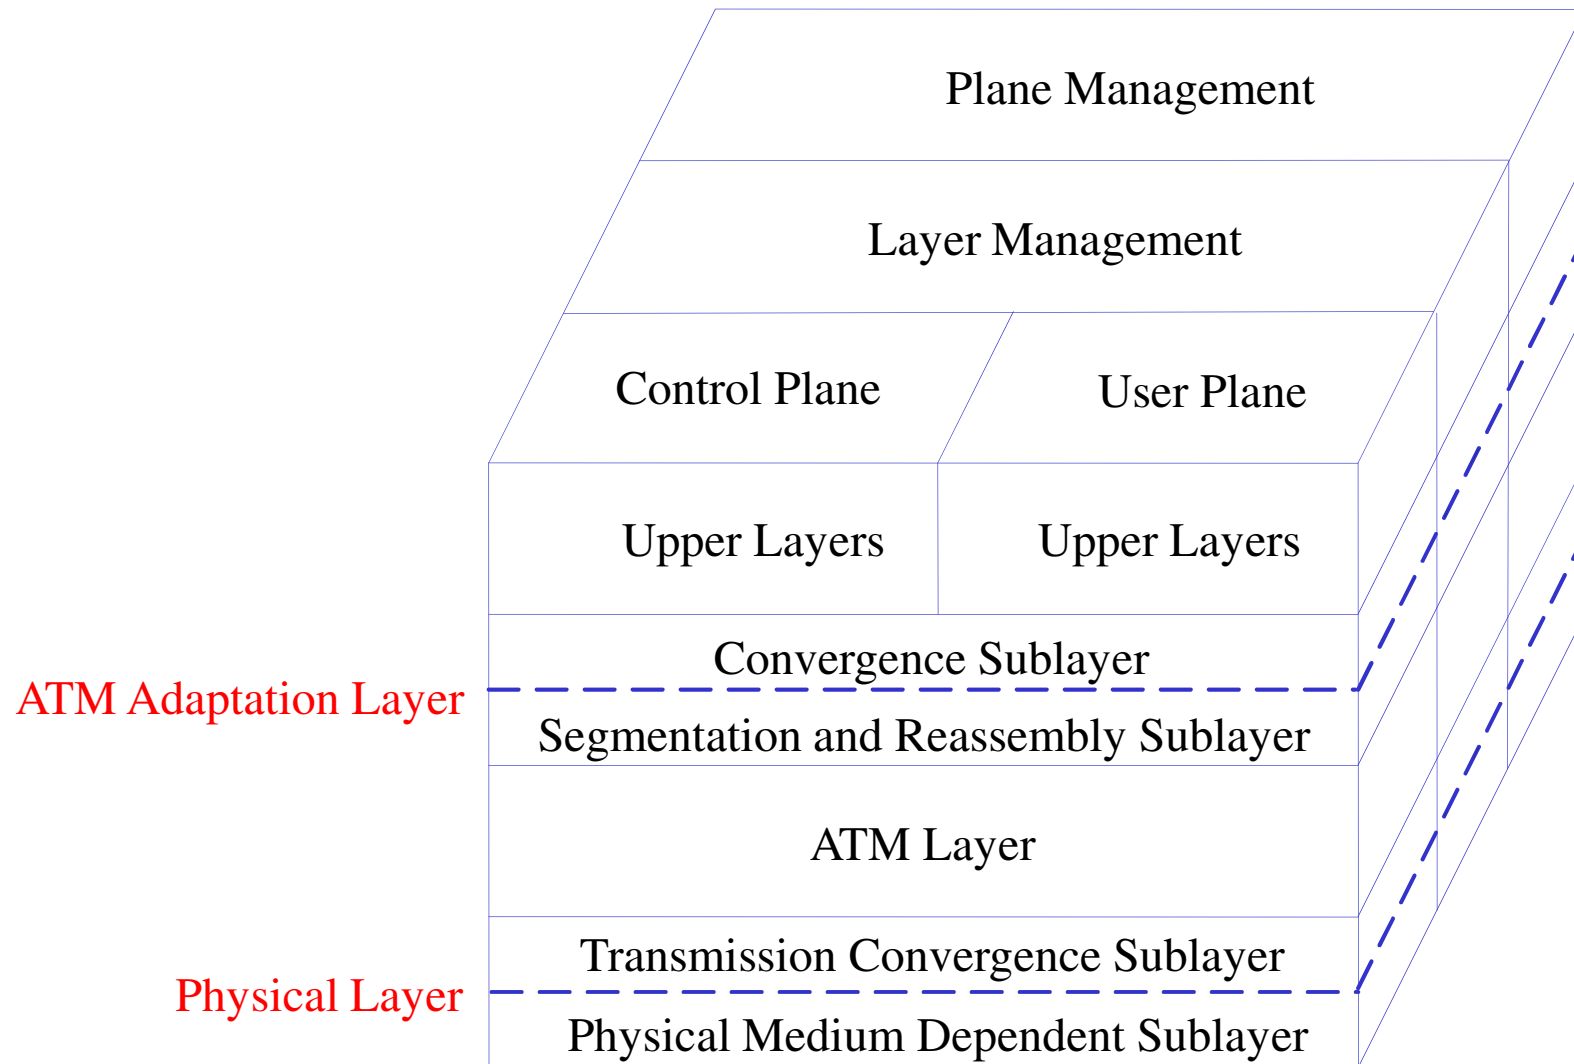 Plane Management
Layer Management
Control Plane
User Plane
Upper Layers
Upper Layers
Convergence Sublayer
ATM Adaptation Layer
Segmentation and Reassembly Sublayer
ATM Layer
Transmission Convergence Sublayer
Physical Layer
Physical Medium Dependent Sublayer